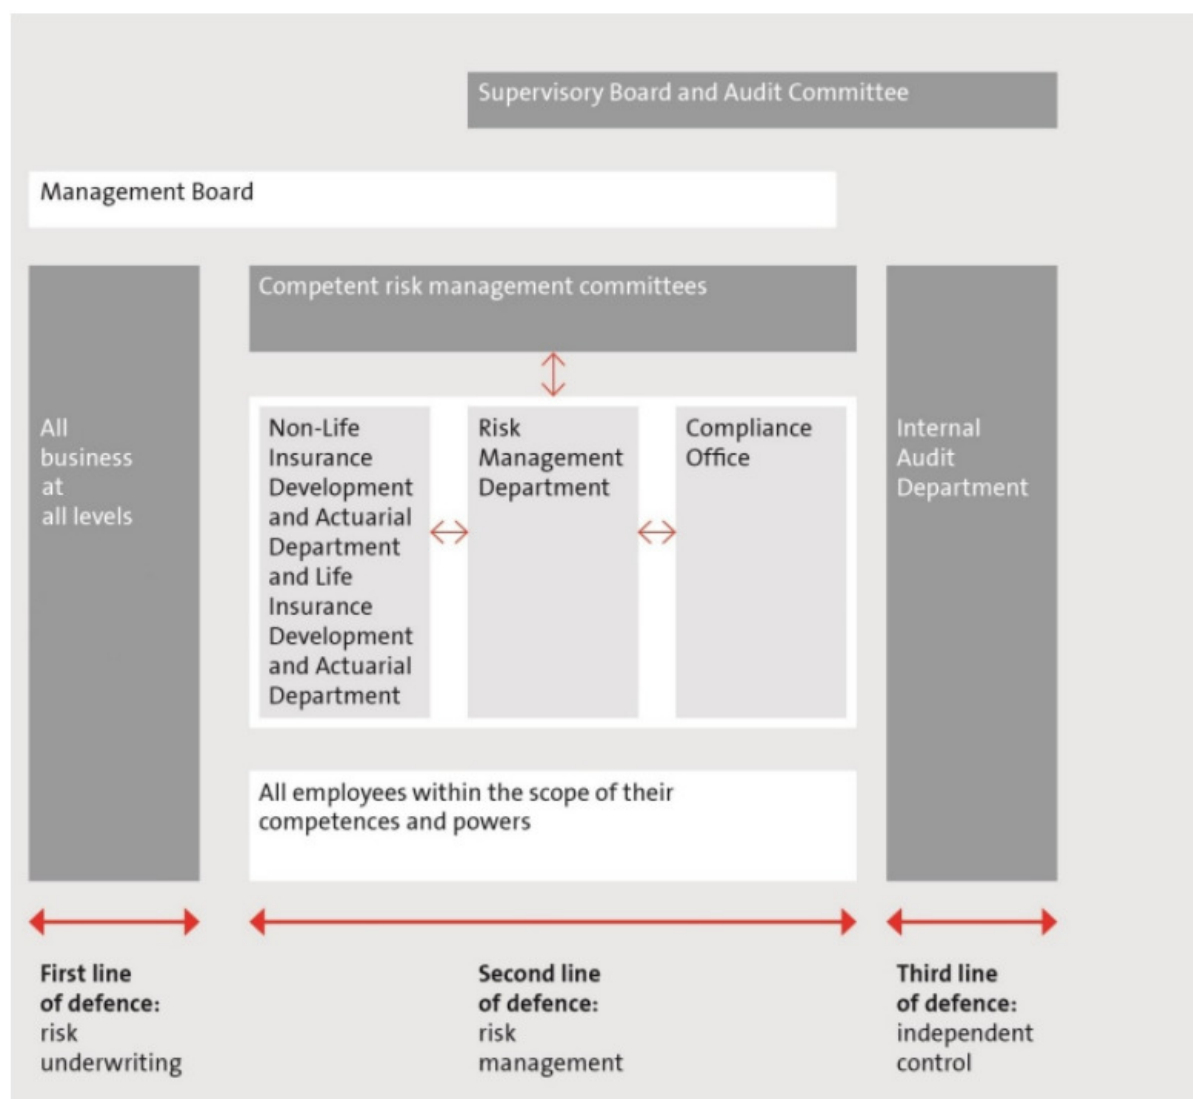 Supervisory Board and Audit Committee
Management Board
Competent risk management committees
All
business
at
all levels
Non-Life
Insurance
Development
and Actuarial
Department
and Life
Insurance
Development
and Actuarial
Department
Risk
Management
Department
Compliance
Office
Internal
Audit
Department
All employees within the scope of their
competences and powers
First line
of defence:
risk
underwriting
Second line
of defence:
risk
management
Third line
of defence:
independent
control